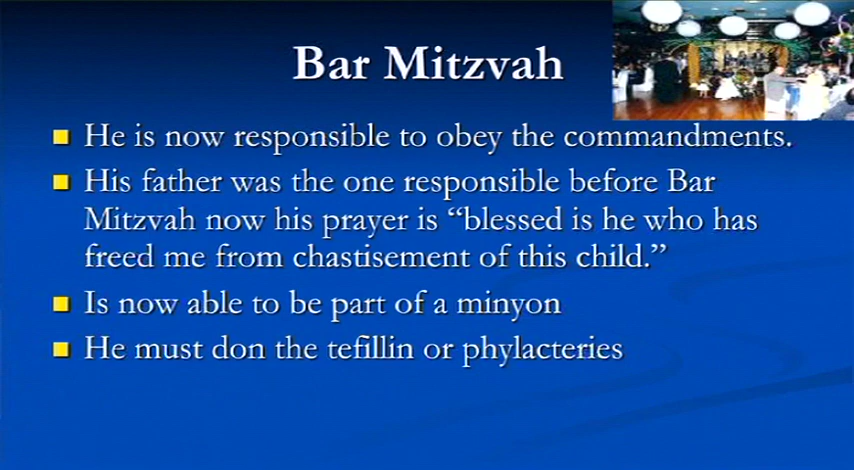 Bar Mitzvah
He is now responsible to obey the commandments.
His father was the one responsible before Bar
Mitzvah now his prayer is “blessed is he who has
freed me from chastisement of this child.”
Is now able to be part of a minyon
He must don the tefillin or phylacteries